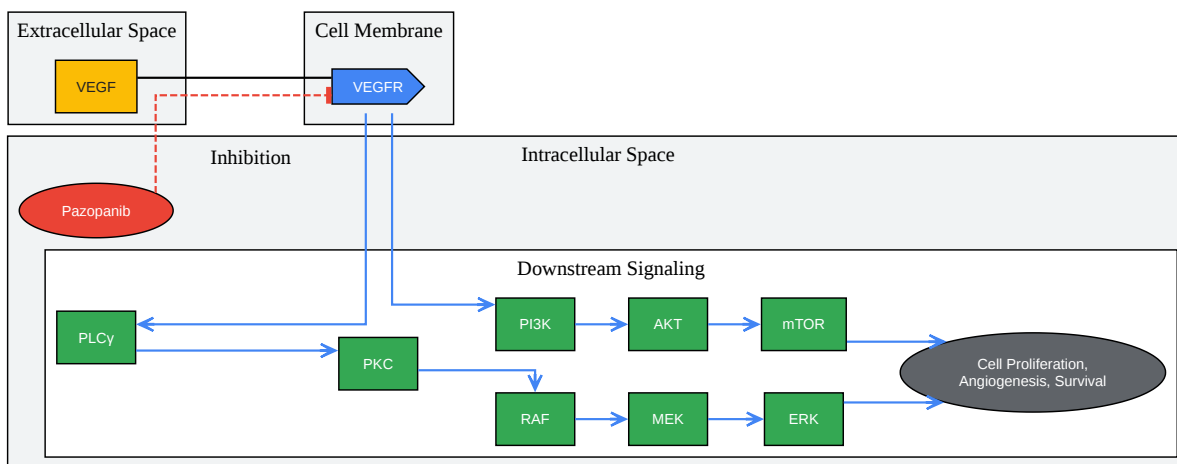 Extracellular Space
Cell Membrane
VEGF
VEGFR
Inhibition
Intracellular Space
Pazopanib
Downstream Signaling
PI3K
AKT
mTOR
PLCγ
PKC
Cell Proliferation,
Angiogenesis, Survival
RAF
MEK
ERK